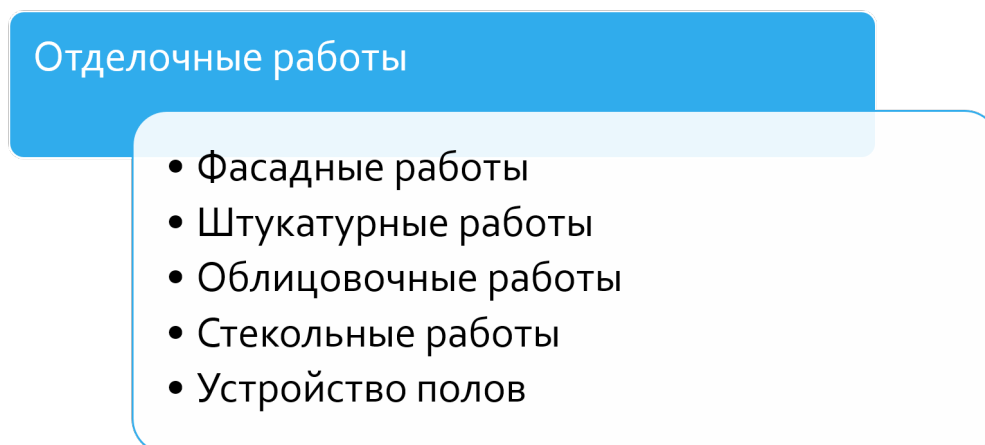 Отделочные работы
• Фасадные работы
• Штукатурные работы
• Облицовочные работы
• Стекольные работы
• Устройство полов